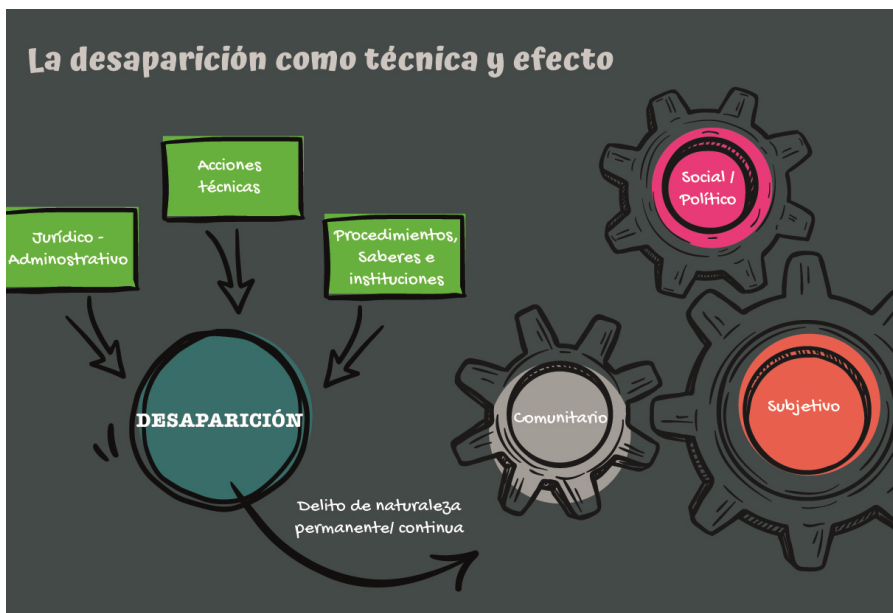 La desaparición como técnica y efecto
Acciones
técnicas
Jurídico -
Adminostrativo
Procedimientos,
Saberes e
instituciones
DESAPARICIÓN
Delito de naturaleza
permanente/ continua
Social /
Político
Comunitario
Subjetivo